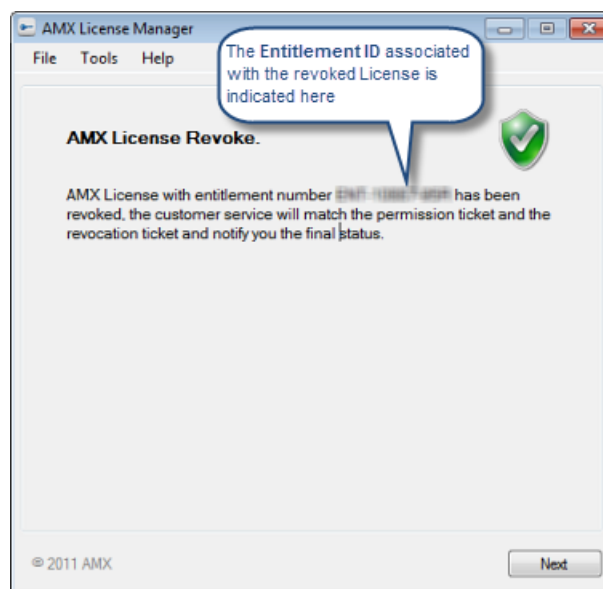 AMX License Manager
File Tools Help
The Entitlement ID associated
with the revoked License is
indicated here
AMX License Revoke.
AMX License with entitlement number has been
revoked, the customer service will match the permission ticket and the
revocation ticket and notify you the final status.
© 2011 AMX
Next